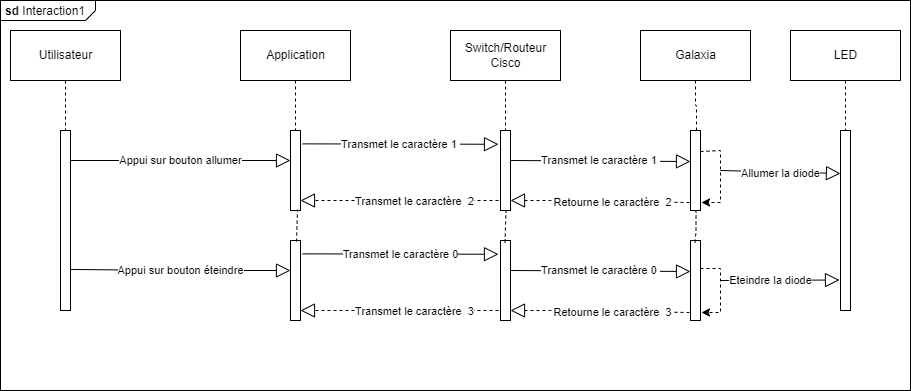 sd Interaction1
Utilisateur
Application
Switch/Routeur
Cisco
Galaxia
LED
Appui sur bouton allumer
Transmet le caractère 1
Transmet le caractère 1
Allumer la diode
Transmet le caractère 2
Retourne le caractère 2
Appui sur bouton éteindre
Transmet le caractère 0
Transmet le caractère 0
Eteindre la diode
Transmet le caractère 3
Retourne le caractère 3